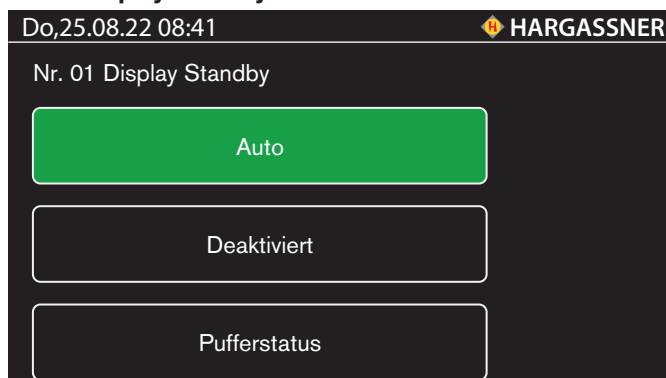 Do,25.08.22 08:41 HARGASSNER
Nr. 01 Display Standby
Auto
Deaktiviert
Pufferstatus